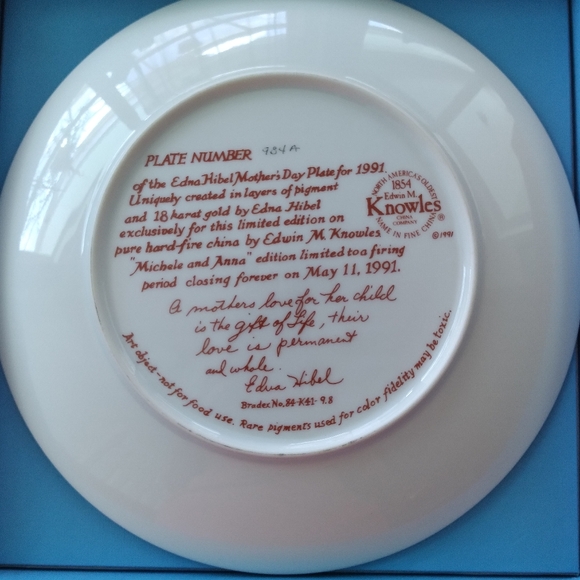 PLATE NUMBER 984A
of the Edna Hibel Mother's Day Plate for 1991
Uniquely created in layers of pigment
and 18 karat gold by Edna Hibel
exclusively for this limited edition on
pure hard-fire china by Edwin M. Knowles.
"Michele and Anna" edition limited to a firing
period closing forever on May 11, 1991.
NORTH AMERICA'S OLDEST
1854
Edwin M.
Knowles®
CHINA
COMPANY
NAME IN FINE CHINA
©1991
A mothers love for her child
is the gift of Life, their
love is permanent
and whole.
Edna Hibel
Bradex No. 84-K41-9.8
Art object-not for food use. Rare pigments used for color fidelity may be toxic.